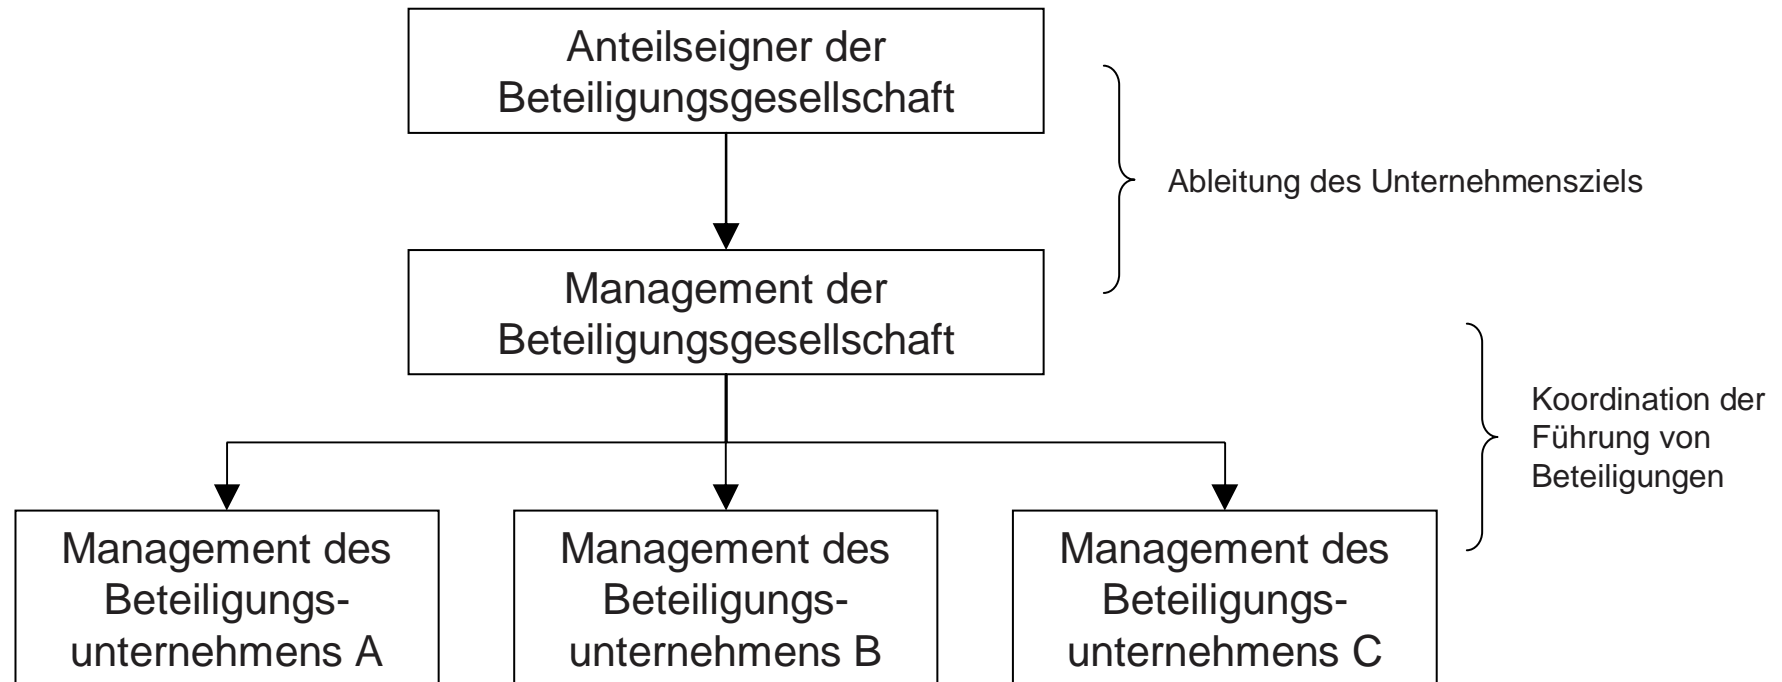 Anteilseigner der
Beteiligungsgesellschaft
Ableitung des Unternehmensziels
Management der
Beteiligungsgesellschaft
Koordination der
Führung von
Beteiligungen
Management des
Beteiligungs-
unternehmens A
Management des
Beteiligungs-
unternehmens B
Management des
Beteiligungs-
unternehmens C